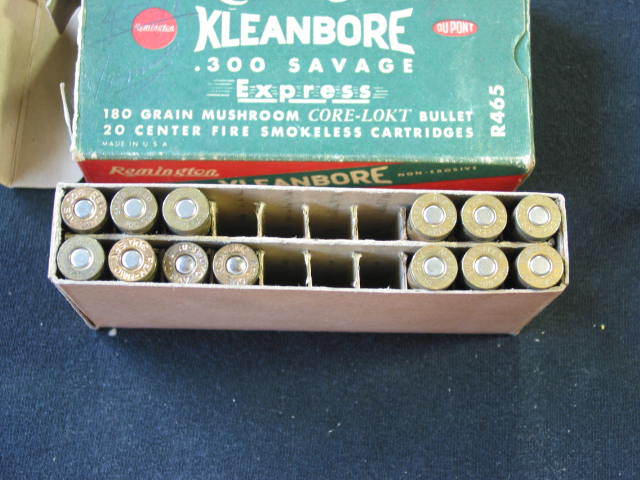 Remington
KLEANBORE
DU PONT
.300 SAVAGE
Express
180 GRAIN MUSHROOM CORE-LOKT BULLET
20 CENTER FIRE SMOKELESS CARTRIDGES
MADE IN U.S.A
R465
Remington
KLEANBORE
NON-EROSIVE